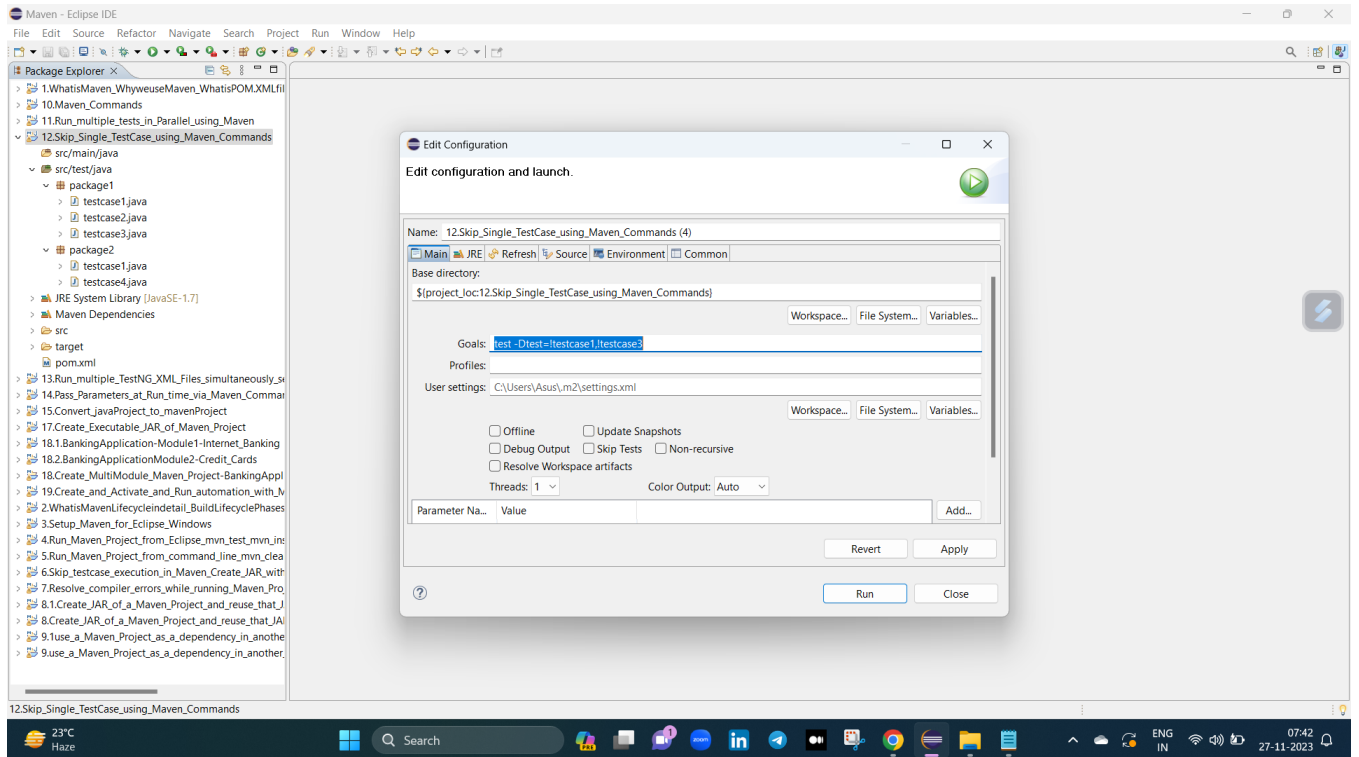 Maven - Eclipse IDE
File Edit Source Refactor Navigate Search Project Run Window Help
Package Explorer
1.WhatisMaven_WhyweuseMaven_WhatisPOM.XMLfil
10.Maven_Commands
11.Run_multiple_tests_in_Parallel_using_Maven
12.Skip_Single_TestCase_using_Maven_Commands
src/main/java
src/test/java
package1
testcase1.java
testcase2.java
testcase3.java
package2
testcase1.java
testcase4.java
JRE System Library [JavaSE-1.7]
Maven Dependencies
src
target
pom.xml
13.Run_multiple_TestNG_XML_Files_simultaneously_se
14.Pass_Parameters_at_Run_time_via_Maven_Commar
15.Convert_javaProject_to_mavenProject
17.Create_Executable_JAR_of_Maven_Project
18.1.BankingApplication-Module1-Internet_Banking
18.2.BankingApplicationModule2-Credit_Cards
18.Create_MultiModule_Maven_Project-BankingAppl
19.Create_and_Activate_and_Run_automation_with_M
2.WhatisMavenLifecycleindetail_BuildLifecyclePhases
3.Setup_Maven_for_Eclipse_Windows
4.Run_Maven_Project_from_Eclipse_mvn_test_mvn_ins
5.Run_Maven_Project_from_command_line_mvn_clea
6.Skip_testcase_execution_in_Maven_Create_JAR_with
7.Resolve_compiler_errors_while_running_Maven_Pro
8.1.Create_JAR_of_a_Maven_Project_and_reuse_that_J
8.Create_JAR_of_a_Maven_Project_and_reuse_that_JAI
9.1use_a_Maven_Project_as_a_dependency_in_anothe
9.use_a_Maven_Project_as_a_dependency_in_another_
Edit Configuration
Edit configuration and launch.
Name: 12.Skip_Single_TestCase_using_Maven_Commands (4)
Main JRE Refresh Source Environment Common
Base directory:
${project_loc:12.Skip_Single_TestCase_using_Maven_Commands}
Workspace... File System... Variables...
Goals: test -Dtest=!testcase1,!testcase3
Profiles:
User settings: C:\Users\Asus\.m2\settings.xml
Workspace... File System... Variables...
Offline Update Snapshots
Debug Output Skip Tests Non-recursive
Resolve Workspace artifacts
Threads: 1 Color Output: Auto
Parameter Na... Value Add...
Revert Apply
Run Close
12.Skip_Single_TestCase_using_Maven_Commands
23°C
Haze
Search
PRE
1
zoom
in
ENG
IN
07:42
27-11-2023